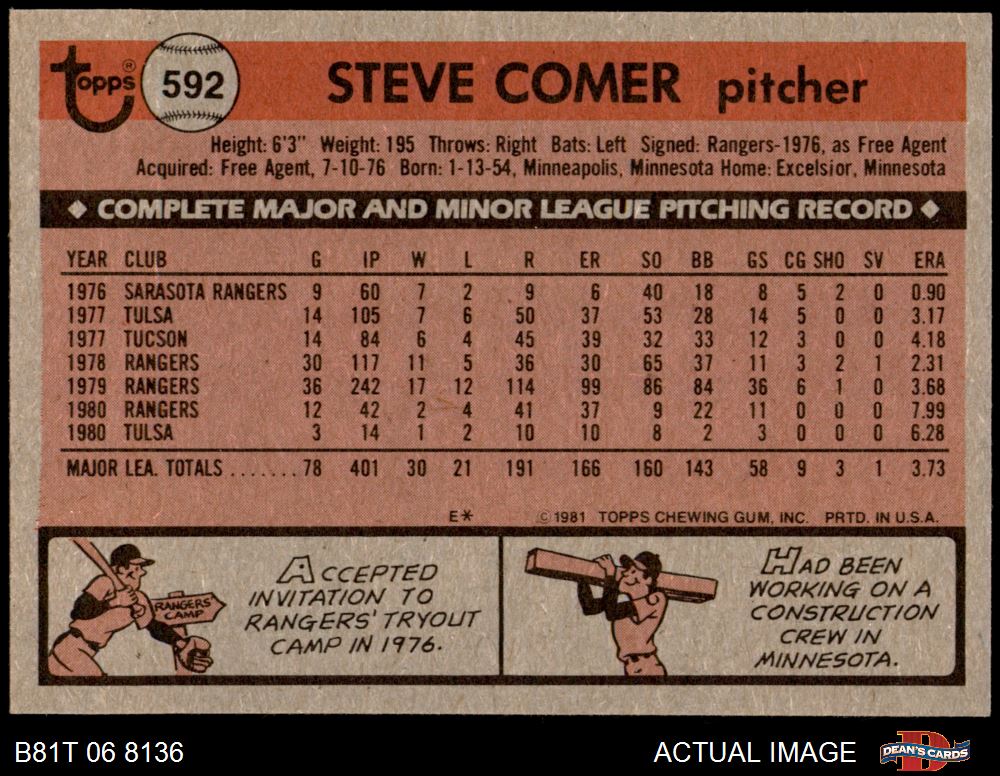 Topps® 592 STEVE COMER pitcher
Height: 6'3" Weight: 195 Throws: Right Bats: Left Signed: Rangers-1976, as Free Agent
Acquired: Free Agent, 7-10-76 Born: 1-13-54, Minneapolis, Minnesota Home: Excelsior, Minnesota
◆ COMPLETE MAJOR AND MINOR LEAGUE PITCHING RECORD ◆
YEAR CLUB G IP W L R ER SO BB GS CG SHO SV ERA
1976 SARASOTA RANGERS 9 60 7 2 9 6 40 18 8 5 2 0 0.90
1977 TULSA 14 105 7 6 50 37 53 28 14 5 0 0 3.17
1977 TUCSON 14 84 6 4 45 39 32 33 12 3 0 0 4.18
1978 RANGERS 30 117 11 5 36 30 65 37 11 3 2 1 2.31
1979 RANGERS 36 242 17 12 114 99 86 84 36 6 1 0 3.68
1980 RANGERS 12 42 2 4 41 37 9 22 11 0 0 0 7.99
1980 TULSA 3 14 1 2 10 10 8 2 3 0 0 0 6.28
MAJOR LEA. TOTALS ....... 78 401 30 21 191 166 160 143 58 9 3 1 3.73
E* ©1981 TOPPS CHEWING GUM, INC. PRTD. IN U.S.A.
RANGERS'
CAMP
ACCEPTED
INVITATION TO
RANGERS' TRYOUT
CAMP IN 1976.
HAD BEEN
WORKING ON A
CONSTRUCTION
CREW IN
MINNESOTA.
B81T 06 8136 ACTUAL IMAGE DEAN'S CARDS